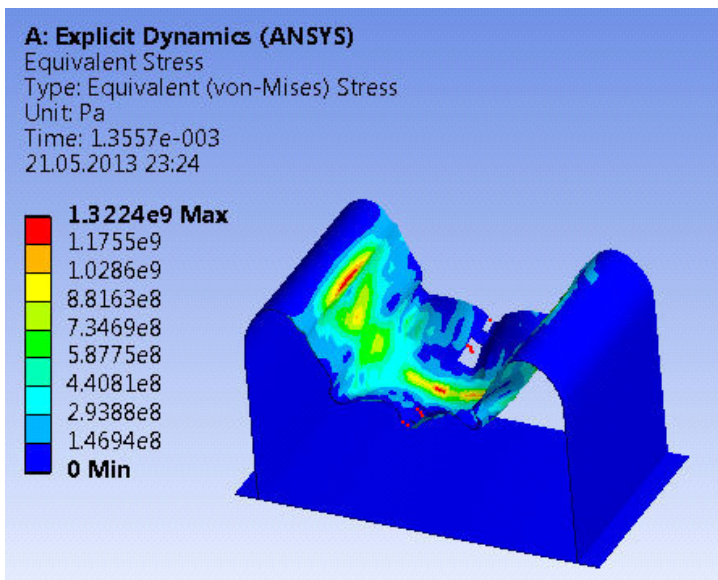 A: Explicit Dynamics (ANSYS)
Equivalent Stress
Type: Equivalent (von-Mises) Stress
Unit: Pa
Time: 1.3557e-003
21.05.2013 23:24
1.3224e9 Max
1.1755e9
1.0286e9
8.8163e8
7.3469e8
5.8775e8
4.4081e8
2.9388e8
1.4694e8
0 Min